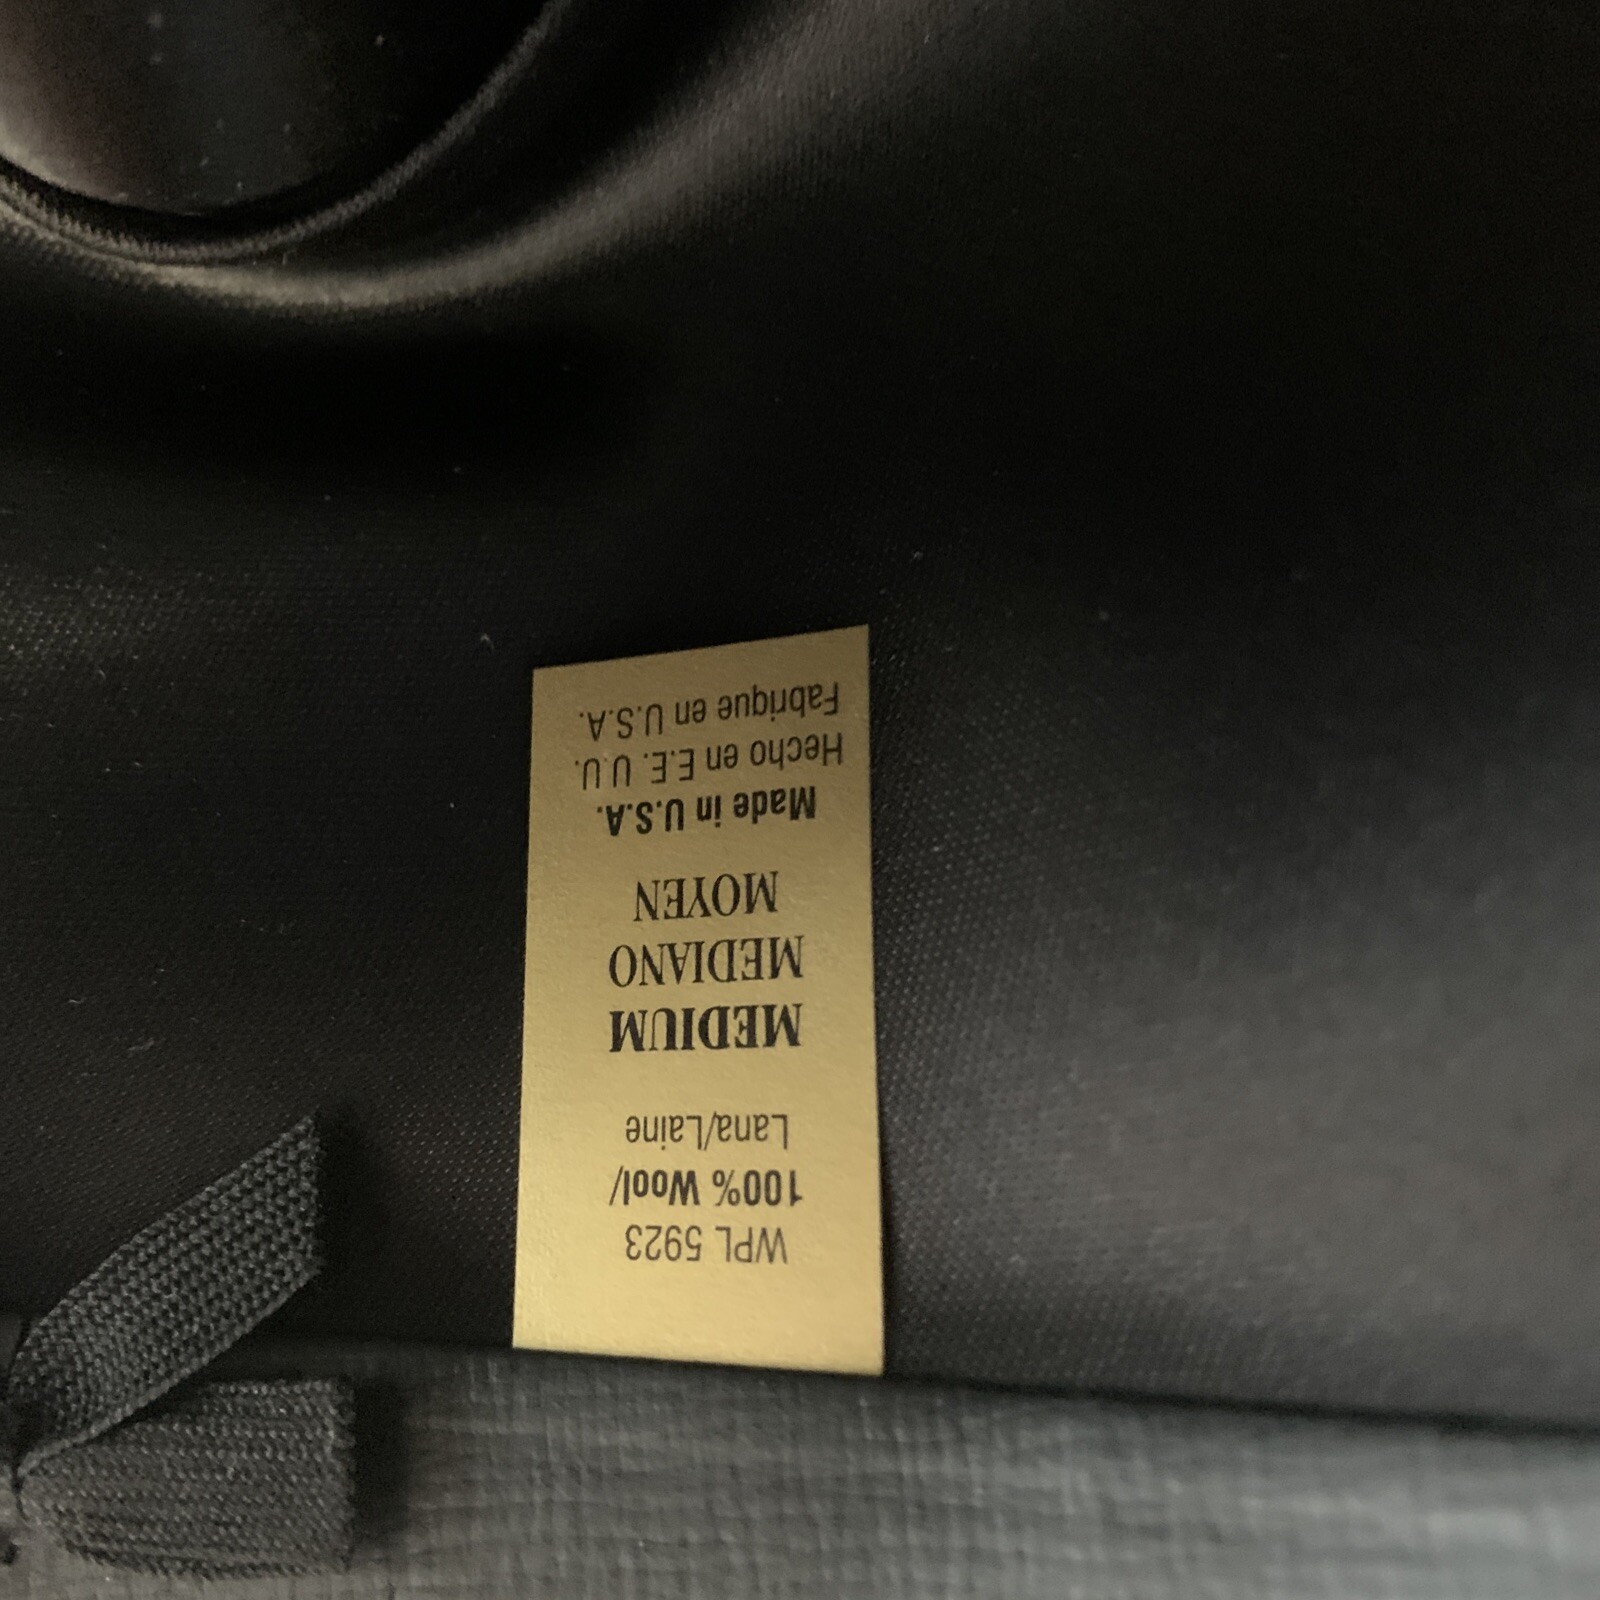 WPL 5923
100% Wool/
Lana/Laine
MEDIUM
MEDIANO
MOYEN
Made in U.S.A.
Hecho en E.E. U.U.
Fabrique en U.S.A.